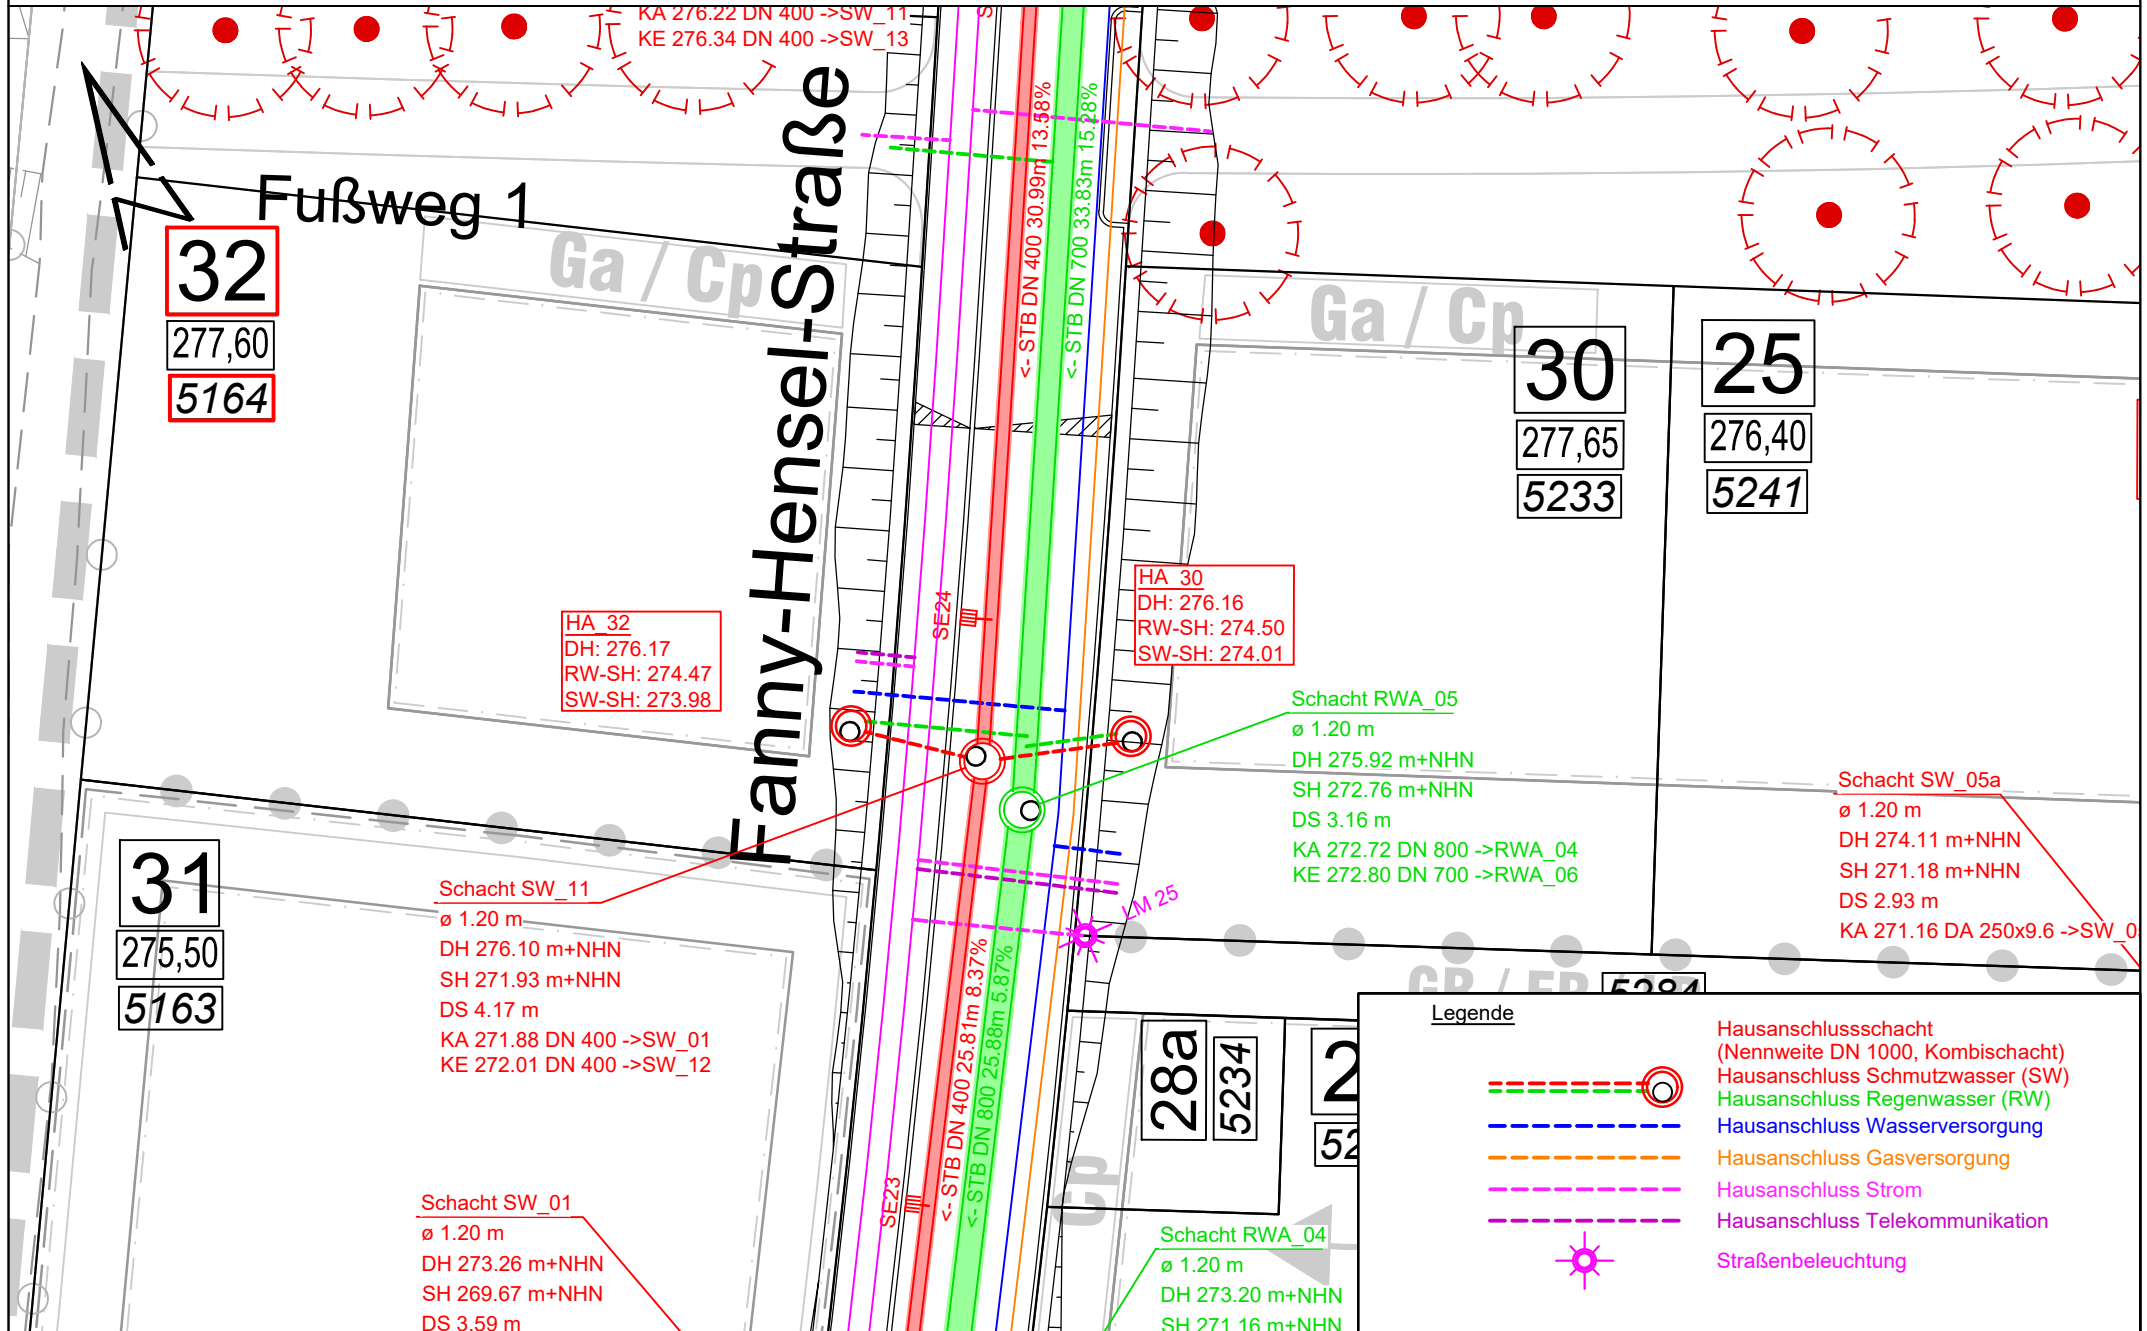 KA 276.22 DN 400 ->SW_11
KE 276.34 DN 400 ->SW_13
Fußweg 1
Fanny-Hensel-Straße
32
277,60
5164
Ga / Cp
Ga / Cp
<- STB DN 400 30.99m 13.58%
<- STB DN 700 33.83m 15.28%
30
277,65
5233
25
276,40
5241
SE24
HA_32
DH: 276.17
RW-SH: 274.47
SW-SH: 273.98
HA_30
DH: 276.16
RW-SH: 274.50
SW-SH: 274.01
Schacht RWA_05
ø 1.20 m
DH 275.92 m+NHN
SH 272.76 m+NHN
DS 3.16 m
KA 272.72 DN 800 ->RWA_04
KE 272.80 DN 700 ->RWA_06
Schacht SW_05a
ø 1.20 m
DH 274.11 m+NHN
SH 271.18 m+NHN
DS 2.93 m
KA 271.16 DA 250x9.6 ->SW_0
31
275,50
5163
Schacht SW_11
ø 1.20 m
DH 276.10 m+NHN
SH 271.93 m+NHN
DS 4.17 m
KA 271.88 DN 400 ->SW_01
KE 272.01 DN 400 ->SW_12
LM 25
<- STB DN 400 25.81m 8.37%
<- STB DN 800 25.88m 5.87%
SE23
5284
28a
5234
2
52
Cp
Schacht SW_01
ø 1.20 m
DH 273.26 m+NHN
SH 269.67 m+NHN
DS 3.59 m
Schacht RWA_04
ø 1.20 m
DH 273.20 m+NHN
SH 271.16 m+NHN
Legende
Hausanschlussschacht
(Nennweite DN 1000, Kombischacht)
Hausanschluss Schmutzwasser (SW)
Hausanschluss Regenwasser (RW)
Hausanschluss Wasserversorgung
Hausanschluss Gasversorgung
Hausanschluss Strom
Hausanschluss Telekommunikation
Straßenbeleuchtung